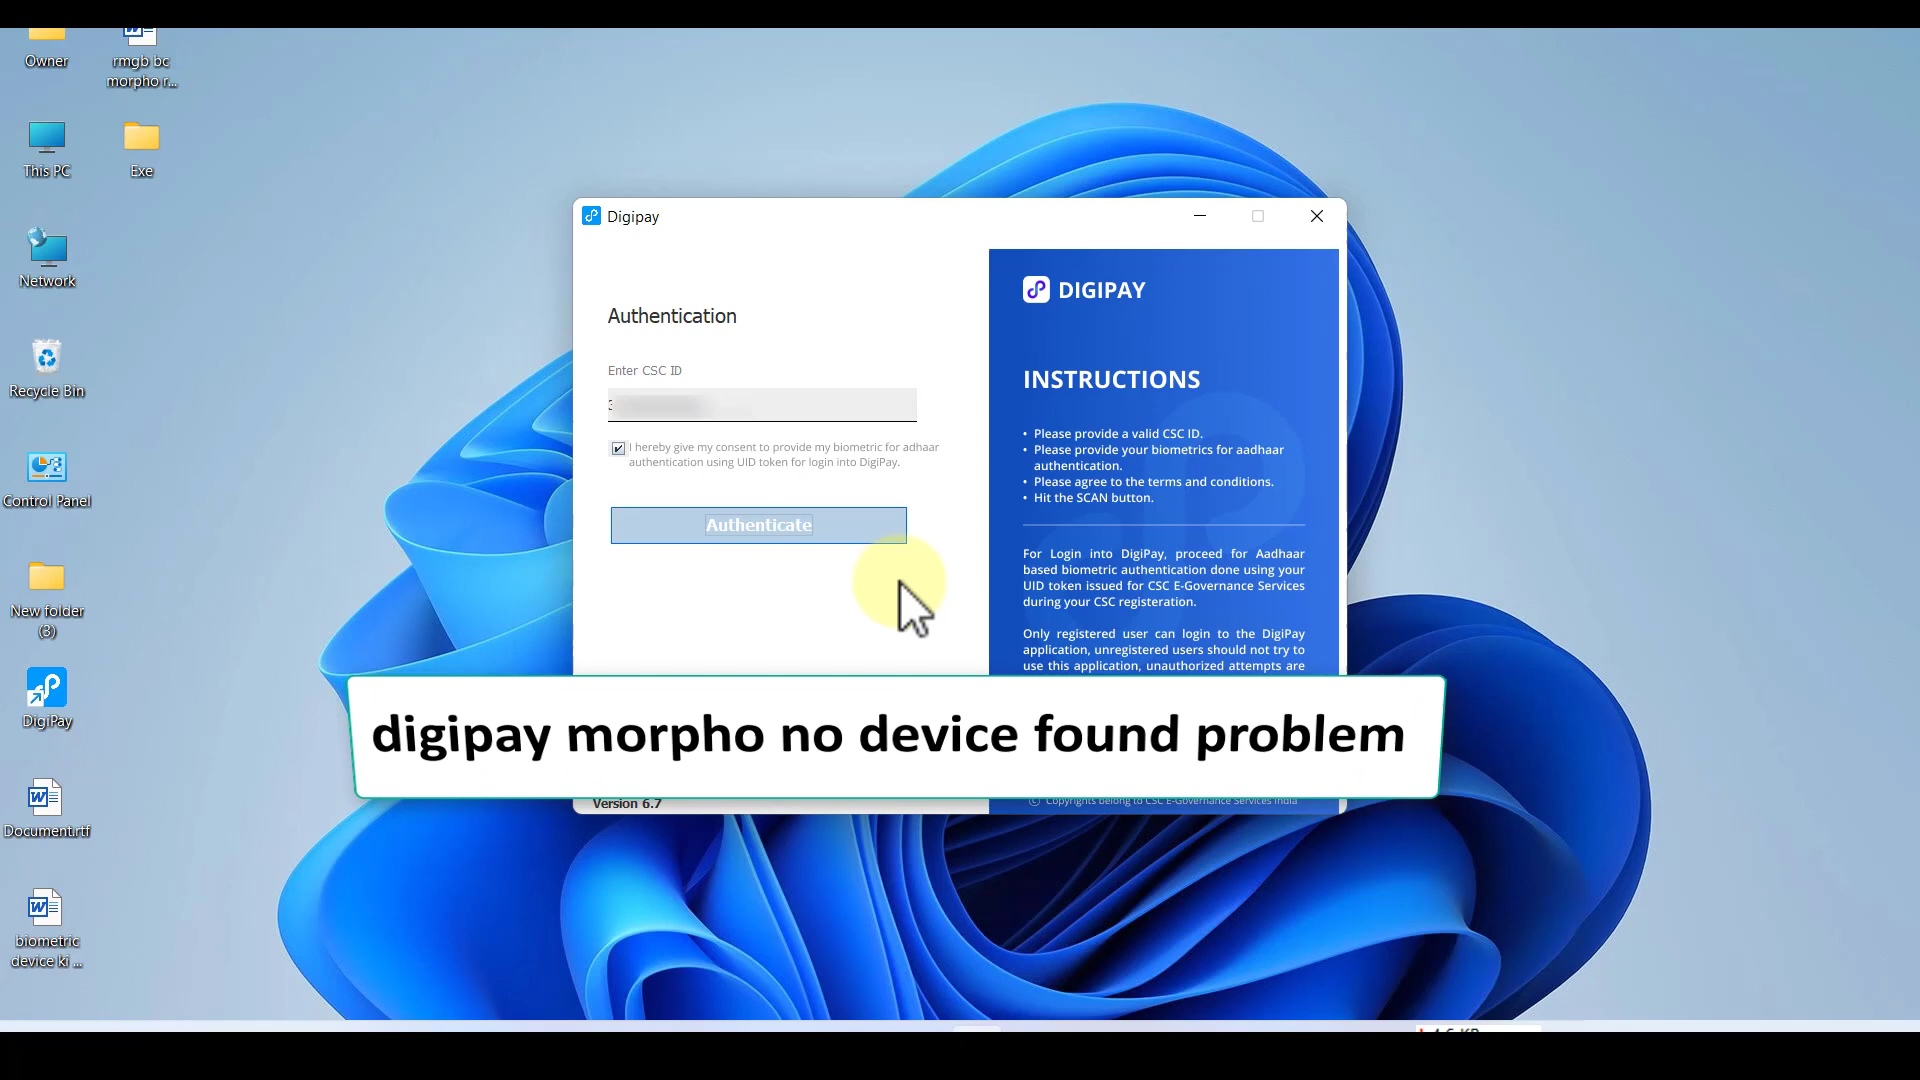 Owner
rmgb bc
morpho r...
This PC
Exe
Network
Recycle Bin
Control Panel
New folder
(3)
DigiPay
Document.rtf
biometric
device ki ...
Digipay
Authentication
Enter CSC ID
3
I hereby give my consent to provide my biometric for adhaar
authentication using UID token for login into DigiPay.
Authenticate
Version 6.7
DIGIPAY
INSTRUCTIONS
• Please provide a valid CSC ID.
• Please provide your biometrics for aadhaar
authentication.
• Please agree to the terms and conditions.
• Hit the SCAN button.
For Login into DigiPay, proceed for Aadhaar
based biometric authentication done using your
UID token issued for CSC E-Governance Services
during your CSC registeration.
Only registered user can login to the DigiPay
application, unregistered users should not try to
use this application, unauthorized attempts are
© Copyrights belong to CSC E-Governance Services India
digipay morpho no device found problem